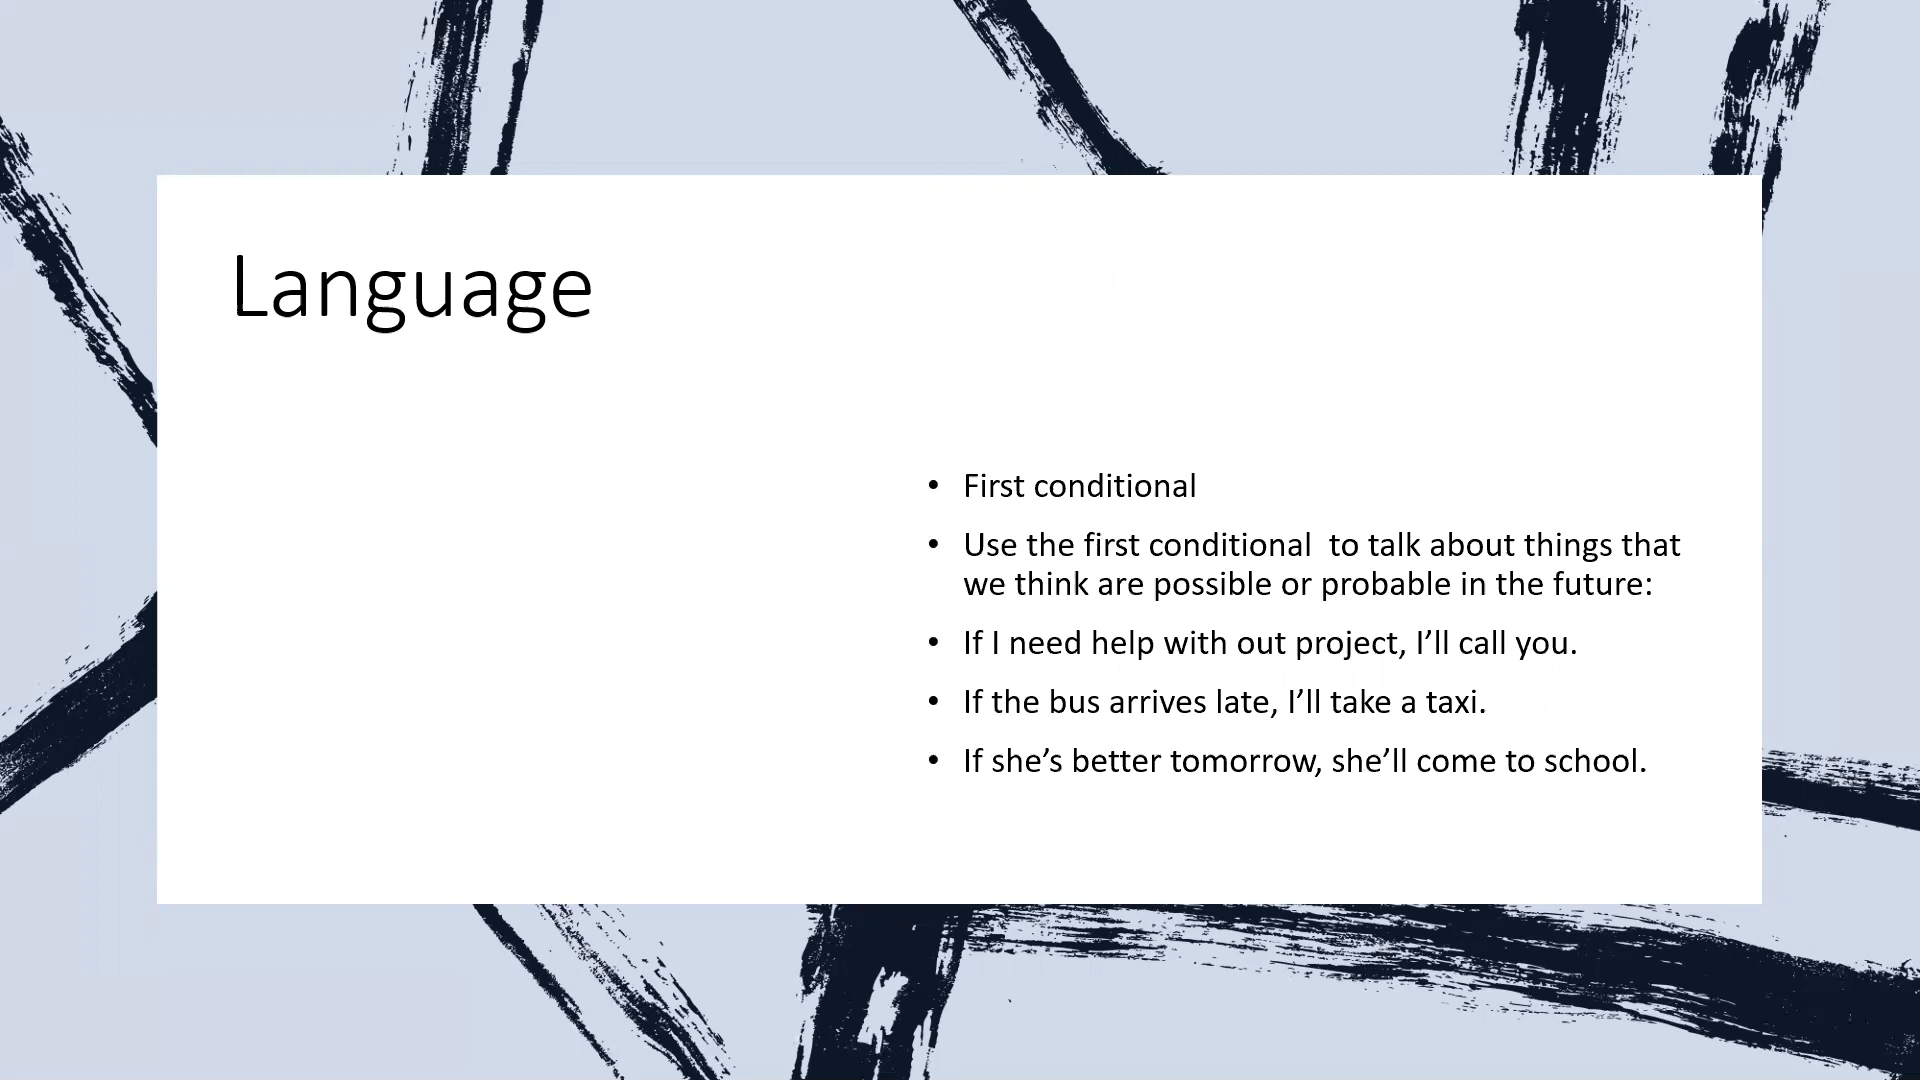 Language
• First conditional
• Use the first conditional  to talk about things that
we think are possible or probable in the future:
• If I need help with out project, I’ll call you.
• If the bus arrives late, I’ll take a taxi.
• If she’s better tomorrow, she’ll come to school.